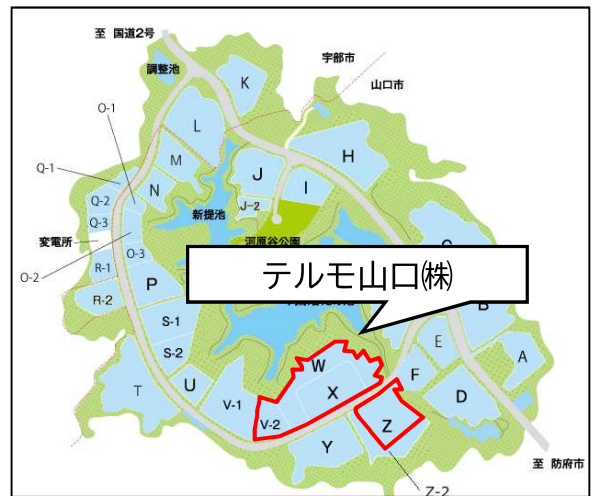 至 国道2号
調整池
宇部市
山口市
K
O-1
L
Q-1
M
H
J
I
N
Q-2
J-2
新堤池
Q-3
変電所
河原谷公園
O-2
O-3
R-1
P
テルモ山口㈱
R-2
B
S-1
E
A
S-2
W
F
T
U
X
D
V-1
V-2
Z
Y
至 防府市
Z-2